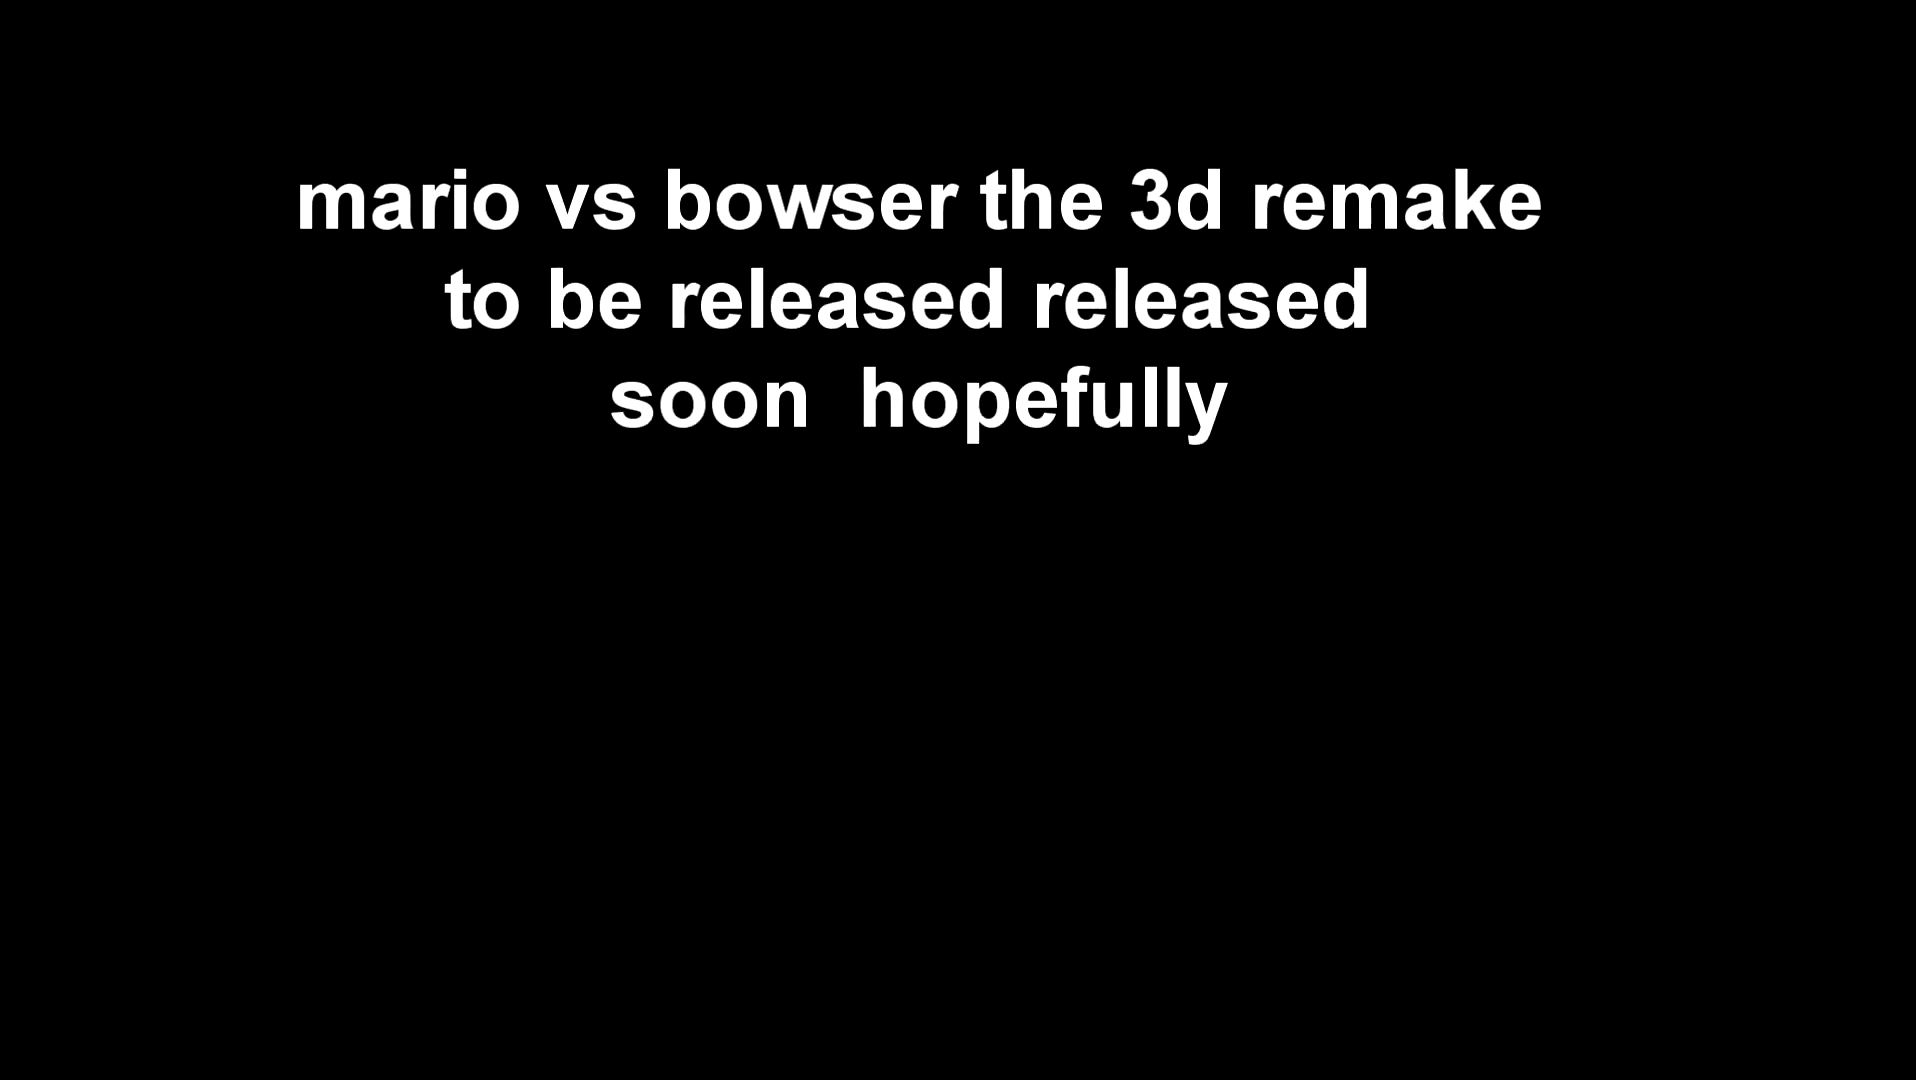 mario vs bowser the 3d remake
to be released released
soon  hopefully